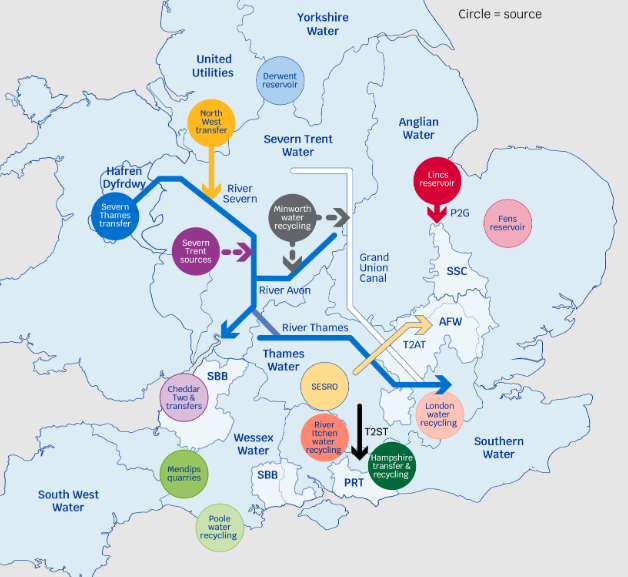 Circle = source
Yorkshire
Water
United
Utilities
Derwent
reservoir
North
West
transfer
Severn Trent
Water
Anglian
Water
Hafren
Dyfrdwy
River
Severn
Lincs
reservoir
P2G
Fens
reservoir
Severn
Thames
transfer
Minworth
water
recycling
Severn
Trent
sources
Grand
Union
Canal
SSC
River Avon
River Thames
AFW
T2AT
Thames
Water
SBB
SESRO
Cheddar
Two &
transfers
London
water
recycling
River
Itchen
water
recycling
T2ST
Wessex
Water
Southern
Water
Hampshire
transfer &
recycling
Mendips
quarries
SBB
PRT
South West
Water
Poole
water
recycling